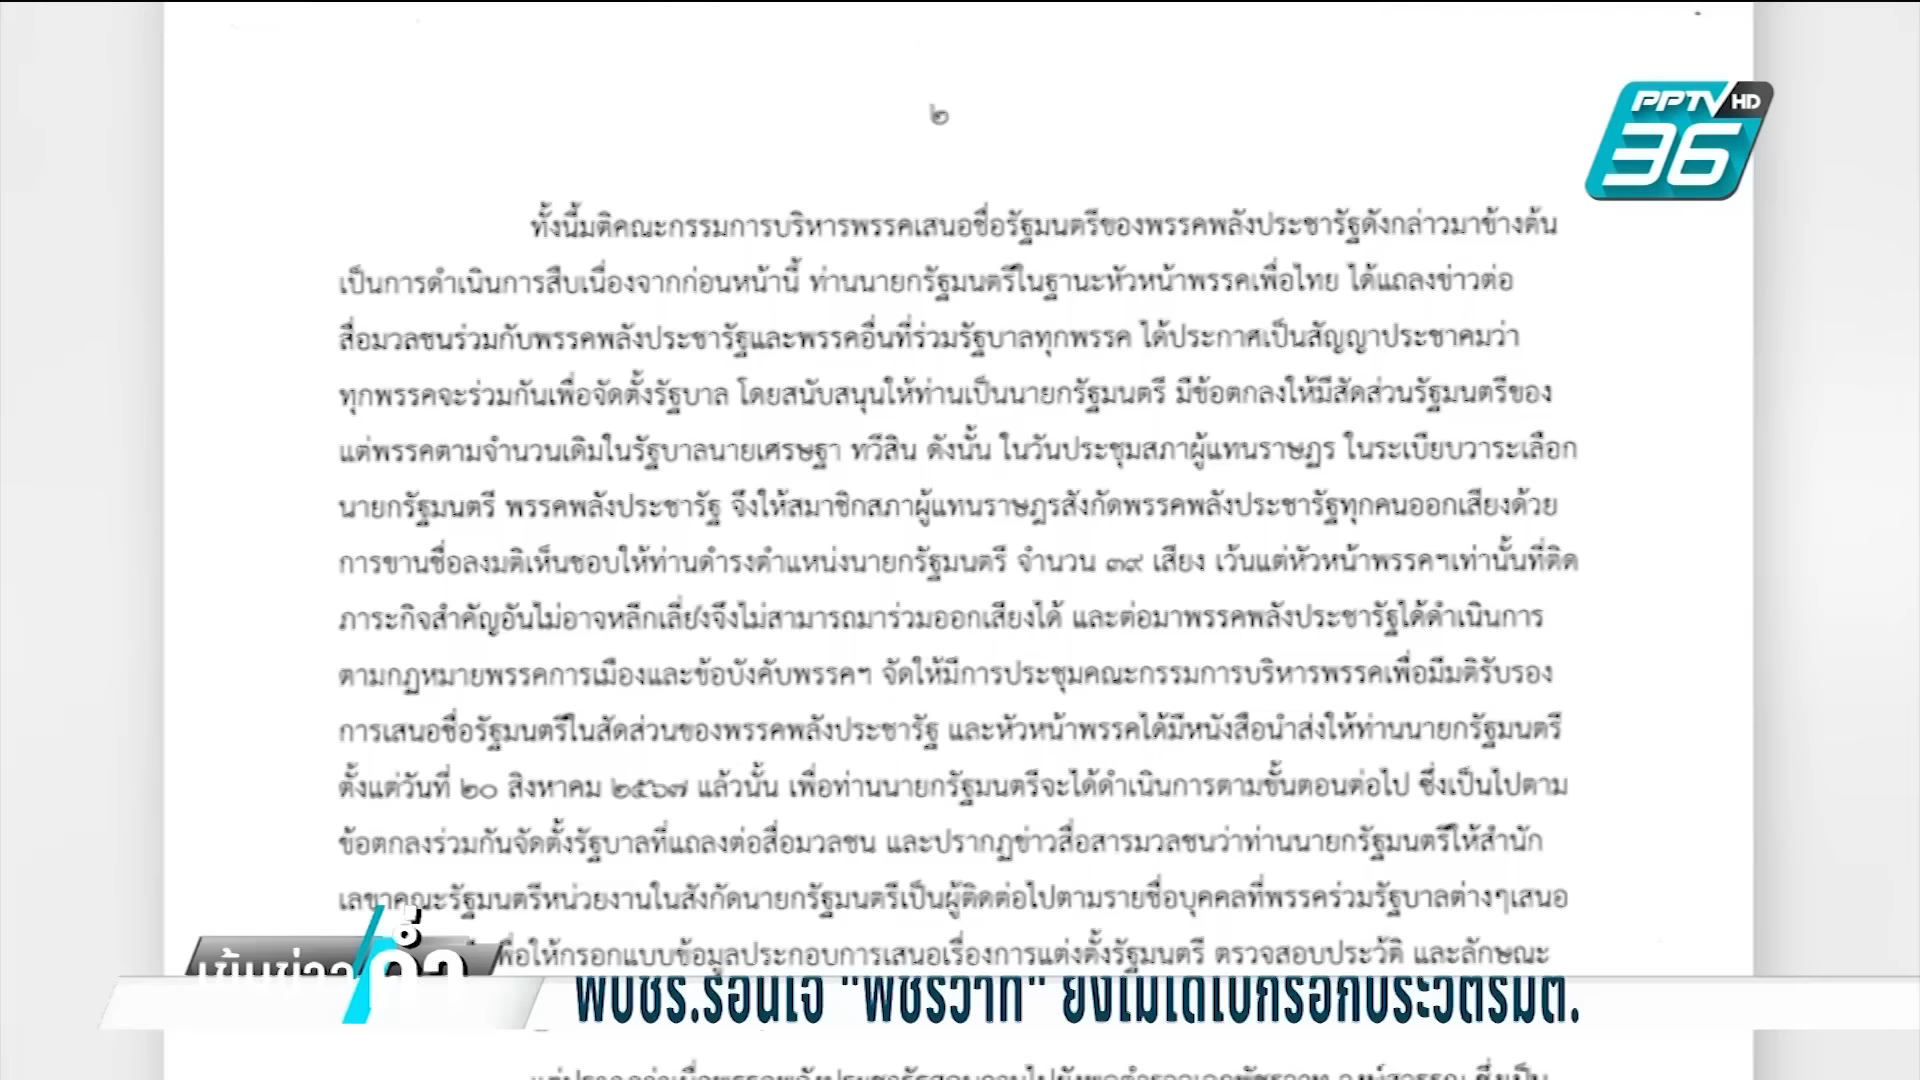 ๒
PPTV HD
36
ทั้งนี้มติคณะกรรมการบริหารพรรคเสนอชื่อรัฐมนตรีของพรรคพลังประชารัฐดังกล่าวมาข้างต้น
เป็นการดำเนินการสืบเนื่องจากก่อนหน้านี้ ท่านนายกรัฐมนตรีในฐานะหัวหน้าพรรคเพื่อไทย ได้แถลงข่าวต่อ
สื่อมวลชนร่วมกับพรรคพลังประชารัฐและพรรคอื่นที่ร่วมรัฐบาลทุกพรรค ได้ประกาศเป็นสัญญาประชาคมว่า
ทุกพรรคจะร่วมกันเพื่อจัดตั้งรัฐบาล โดยสนับสนุนให้ท่านเป็นนายกรัฐมนตรี มีข้อตกลงให้มีสัดส่วนรัฐมนตรีของ
แต่พรรคตามจำนวนเดิมในรัฐบาลนายเศรษฐา ทวีสิน ดังนั้น ในวันประชุมสภาผู้แทนราษฎร ในระเบียบวาระเลือก
นายกรัฐมนตรี พรรคพลังประชารัฐ จึงให้สมาชิกสภาผู้แทนราษฎรสังกัดพรรคพลังประชารัฐทุกคนออกเสียงด้วย
การขานชื่อลงมติเห็นชอบให้ท่านดำรงตำแหน่งนายกรัฐมนตรี จำนวน ๓๙ เสียง เว้นแต่หัวหน้าพรรคฯเท่านั้นที่ติด
ภาระกิจสำคัญอันไม่อาจหลีกเลี่ยงจึงไม่สามารถมาร่วมออกเสียงได้ และต่อมาพรรคพลังประชารัฐได้ดำเนินการ
ตามกฎหมายพรรคการเมืองและข้อบังคับพรรคฯ จัดให้มีการประชุมคณะกรรมการบริหารพรรคเพื่อมีมติรับรอง
การเสนอชื่อรัฐมนตรีในสัดส่วนของพรรคพลังประชารัฐ และหัวหน้าพรรคได้มีหนังสือนำส่งให้ท่านนายกรัฐมนตรี
ตั้งแต่วันที่ ๒๐ สิงหาคม ๒๕๖๗ แล้วนั้น เพื่อท่านนายกรัฐมนตรีจะได้ดำเนินการตามขั้นตอนต่อไป ซึ่งเป็นไปตาม
ข้อตกลงร่วมกันจัดตั้งรัฐบาลที่แถลงต่อสื่อมวลชน และปรากฏข่าวสื่อสารมวลชนว่าท่านนายกรัฐมนตรีให้สำนัก
เลขาคณะรัฐมนตรีหน่วยงานในสังกัดนายกรัฐมนตรีเป็นผู้ติดต่อไปตามรายชื่อบุคคลที่พรรคร่วมรัฐบาลต่างๆเสนอ
พื่อให้กรอกแบบข้อมูลประกอบการเสนอเรื่องการแต่งตั้งรัฐมนตรี ตรวจสอบประวัติ และลักษณะ
เข้มข่าวค่ำ
พปชร.ร้อนใจ "พัชรวาท" ยังไม่ได้ไปกรอกประวัติรมต.